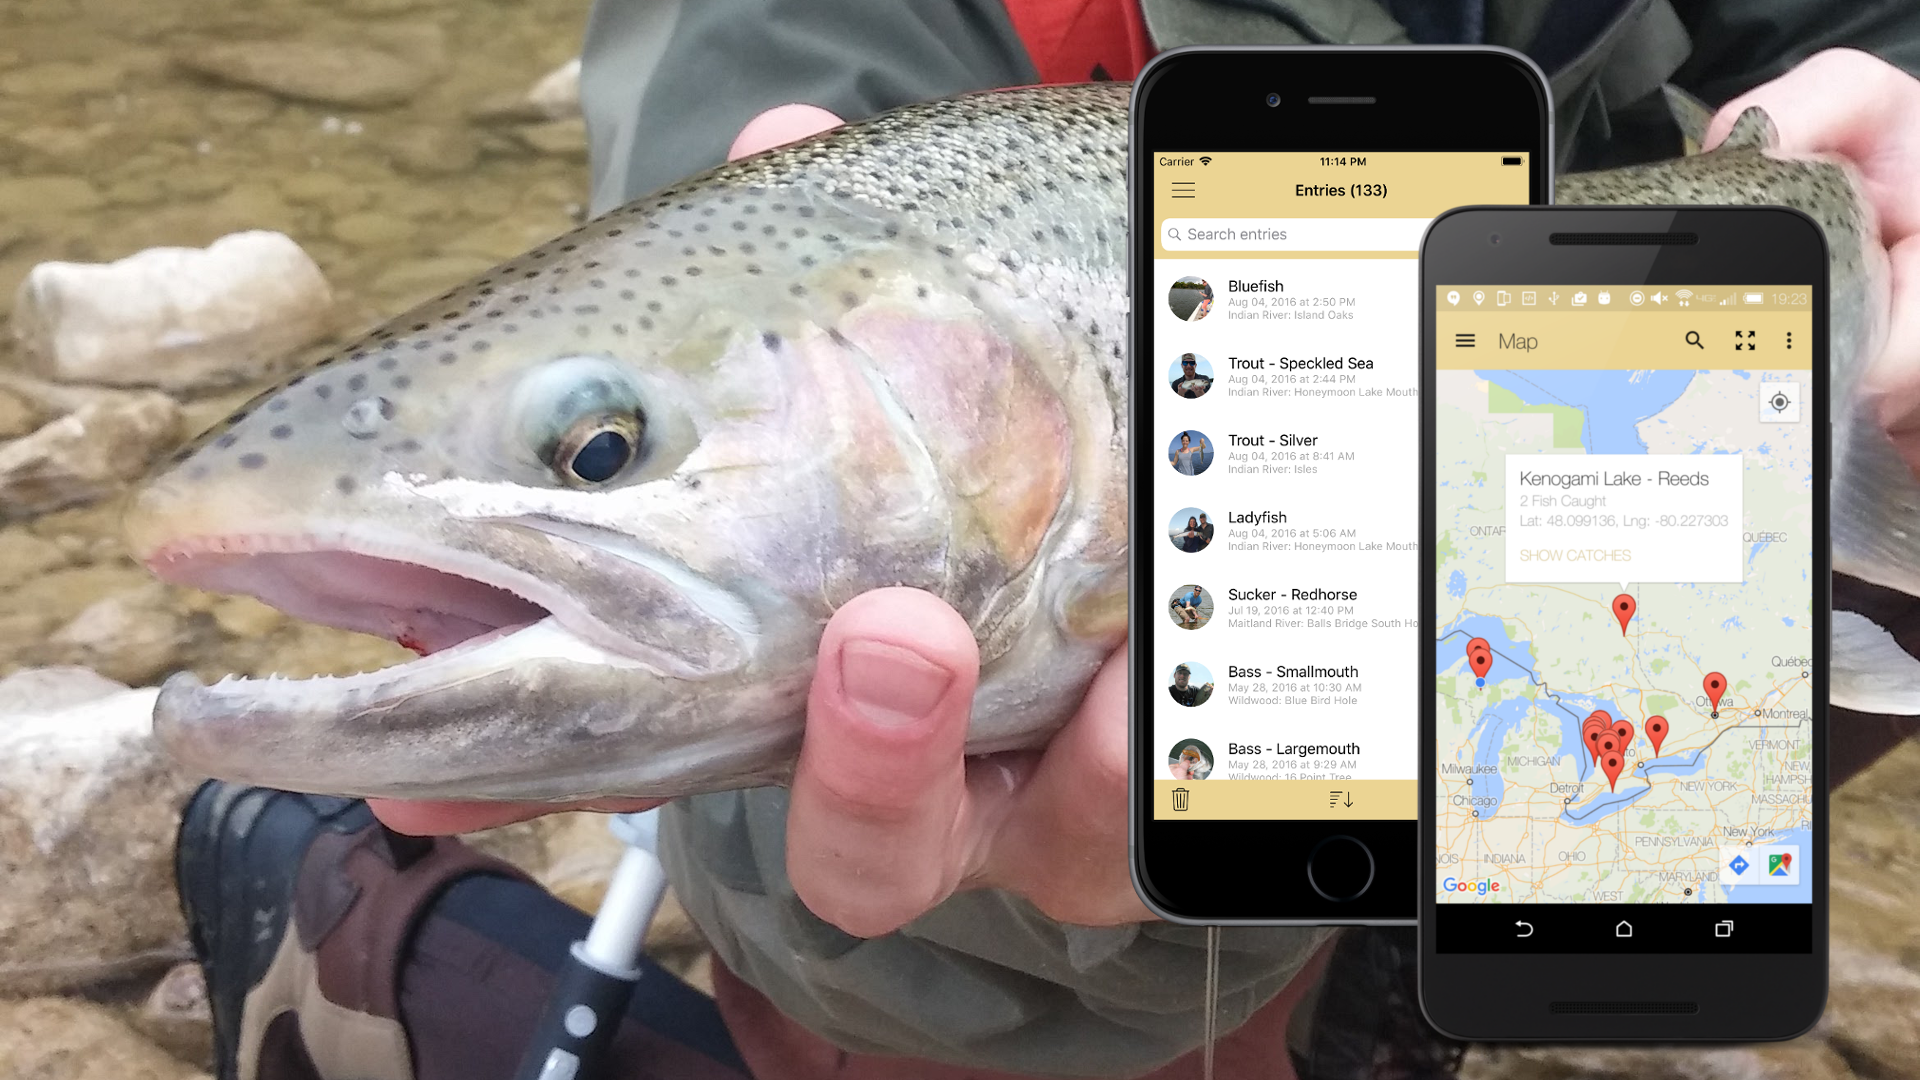 Carrier
11:14 PM
Entries (133)
Search entries
Bluefish
Aug 04, 2016 at 2:50 PM
Indian River: Island Oaks
Trout - Speckled Sea
Aug 04, 2016 at 2:44 PM
Indian River: Honeymoon Lake Mouth
Trout - Silver
Aug 04, 2016 at 8:41 AM
Indian River: Isles
Ladyfish
Aug 04, 2016 at 5:06 AM
Indian River: Honeymoon Lake Mouth
Sucker - Redhorse
Jul 19, 2016 at 12:40 PM
Maitland River: Balls Bridge South Ho
Bass - Smallmouth
May 28, 2016 at 10:30 AM
Wildwood: Blue Bird Hole
Bass - Largemouth
May 28, 2016 at 9:29 AM
Wildwood: 16 Point Tree
19:23
Map
Kenogami Lake - Reeds
2 Fish Caught
Lat: 48.099136, Lng: -80.227303
SHOW CATCHES
ONTAR
QUÉBEC
Québec
Montreal
VERMONT
MICHIGAN
NEW
HAMPSH
Milwaukee
Detroit
NEW YORK
Chicago
MASSACHU
RI
New York
PENNSYLVANIA
NOIS
INDIANA
OHIO
MARYLAND
Google
WEST